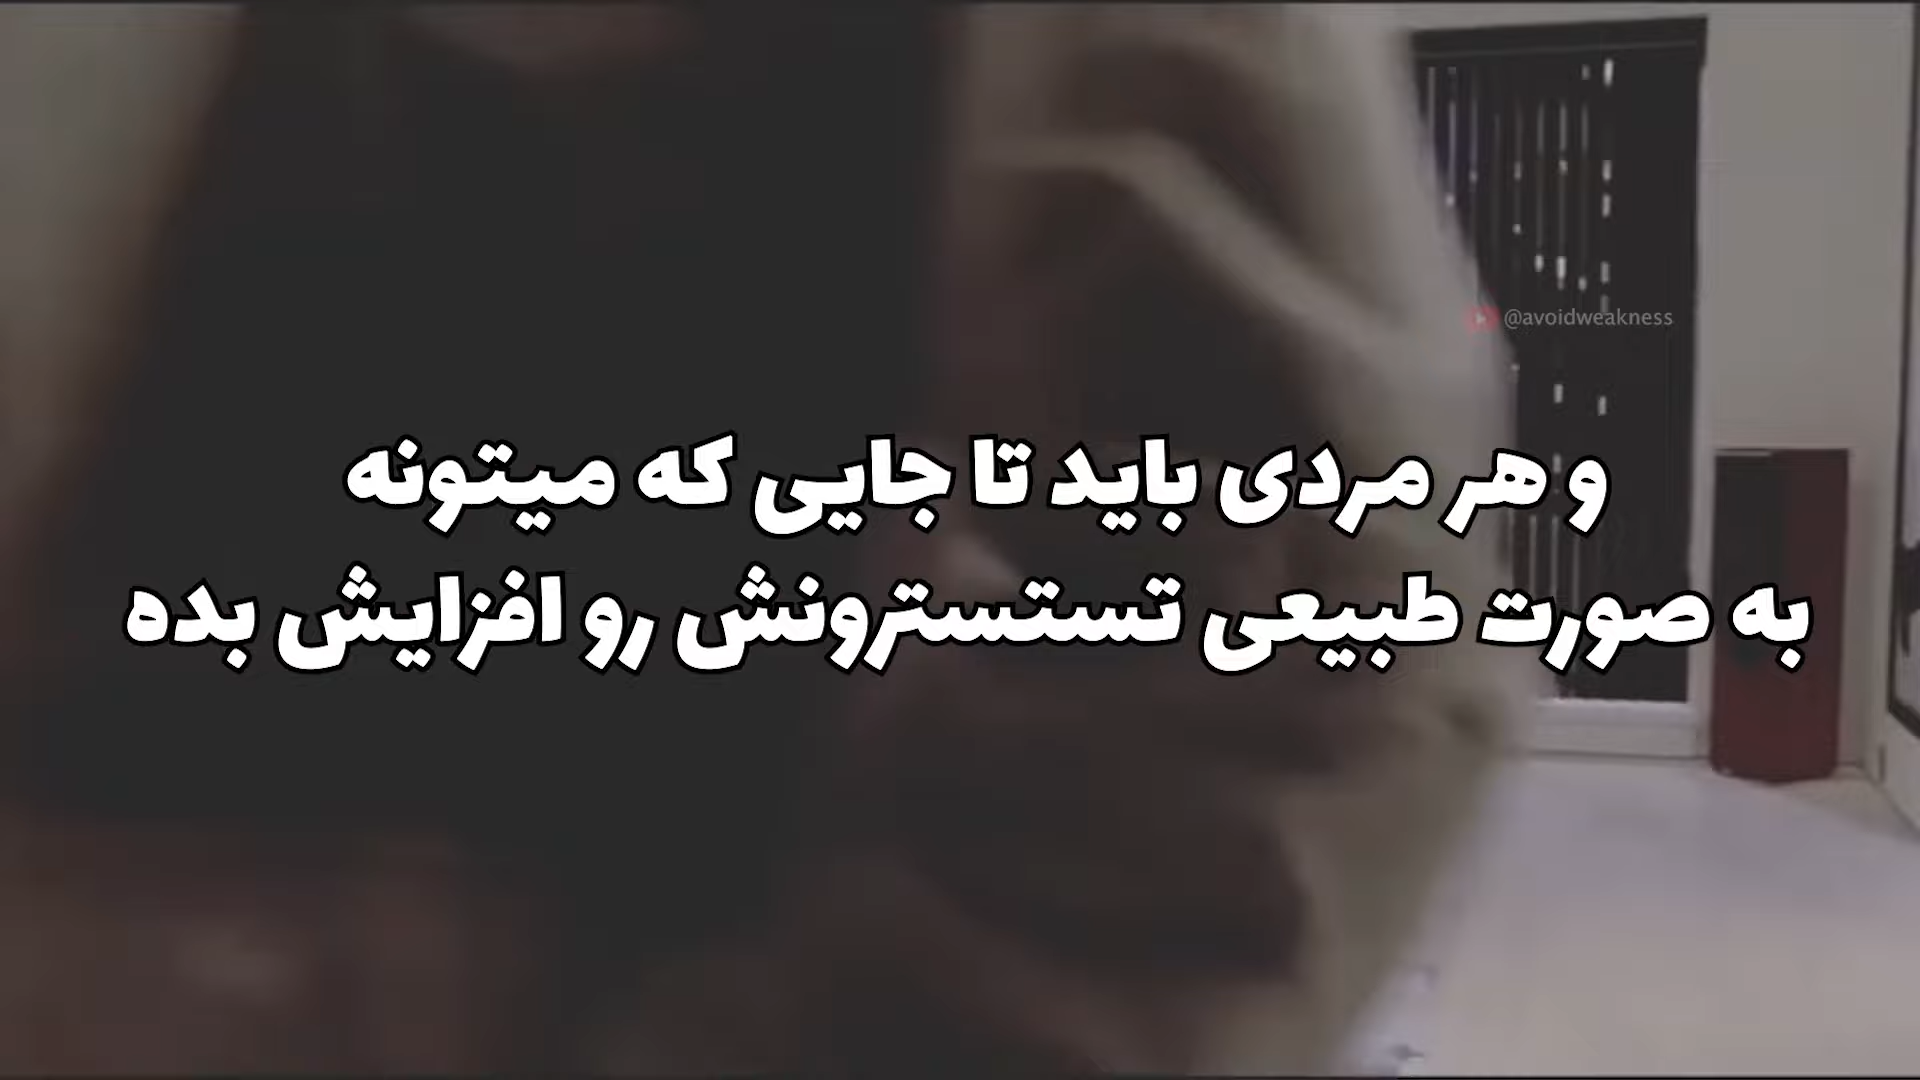 @avoidweakness
و هر مردی باید تا جایی که میتونه
به صورت طبیعی تستسترونش رو افزایش بده